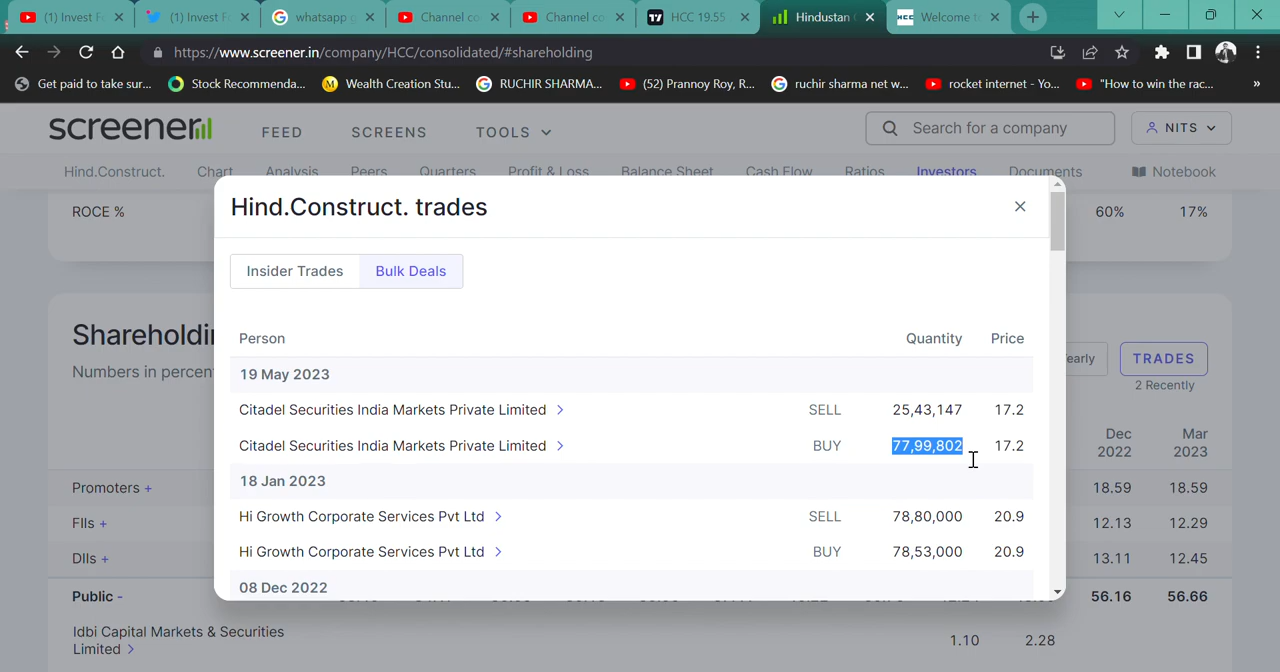 (1) Invest F
(1) Invest F
whatsapp g
Channel co
Channel co
HCC 19.55
Hindustan
Welcome t
https://www.screener.in/company/HCC/consolidated/#shareholding
Get paid to take sur...
Stock Recommenda...
Wealth Creation Stu...
RUCHIR SHARMA...
(52) Prannoy Roy, R...
ruchir sharma net w...
rocket internet - Yo...
"How to win the rac...
»
screener
FEED
SCREENS
TOOLS
Search for a company
NITS
Hind.Construct.
Chart
Analysis
Peers
Quarters
Profit & Loss
Balance Sheet
Cash Flow
Ratios
Investors
Documents
Notebook
ROCE %
60%
17%
Hind.Construct. trades
Insider Trades
Bulk Deals
Person Quantity Price
19 May 2023
Citadel Securities India Markets Private Limited SELL 25,43,147 17.2
Citadel Securities India Markets Private Limited BUY 77,99,802 17.2
18 Jan 2023
Hi Growth Corporate Services Pvt Ltd SELL 78,80,000 20.9
Hi Growth Corporate Services Pvt Ltd BUY 78,53,000 20.9
08 Dec 2022
Shareholdi
Numbers in percen
early
TRADES
2 Recently
Dec 2022
Mar 2023
Promoters + 18.59 18.59
FIIs + 12.13 12.29
DIIs + 13.11 12.45
Public - 56.16 56.66
Idbi Capital Markets & Securities
Limited 1.10 2.28